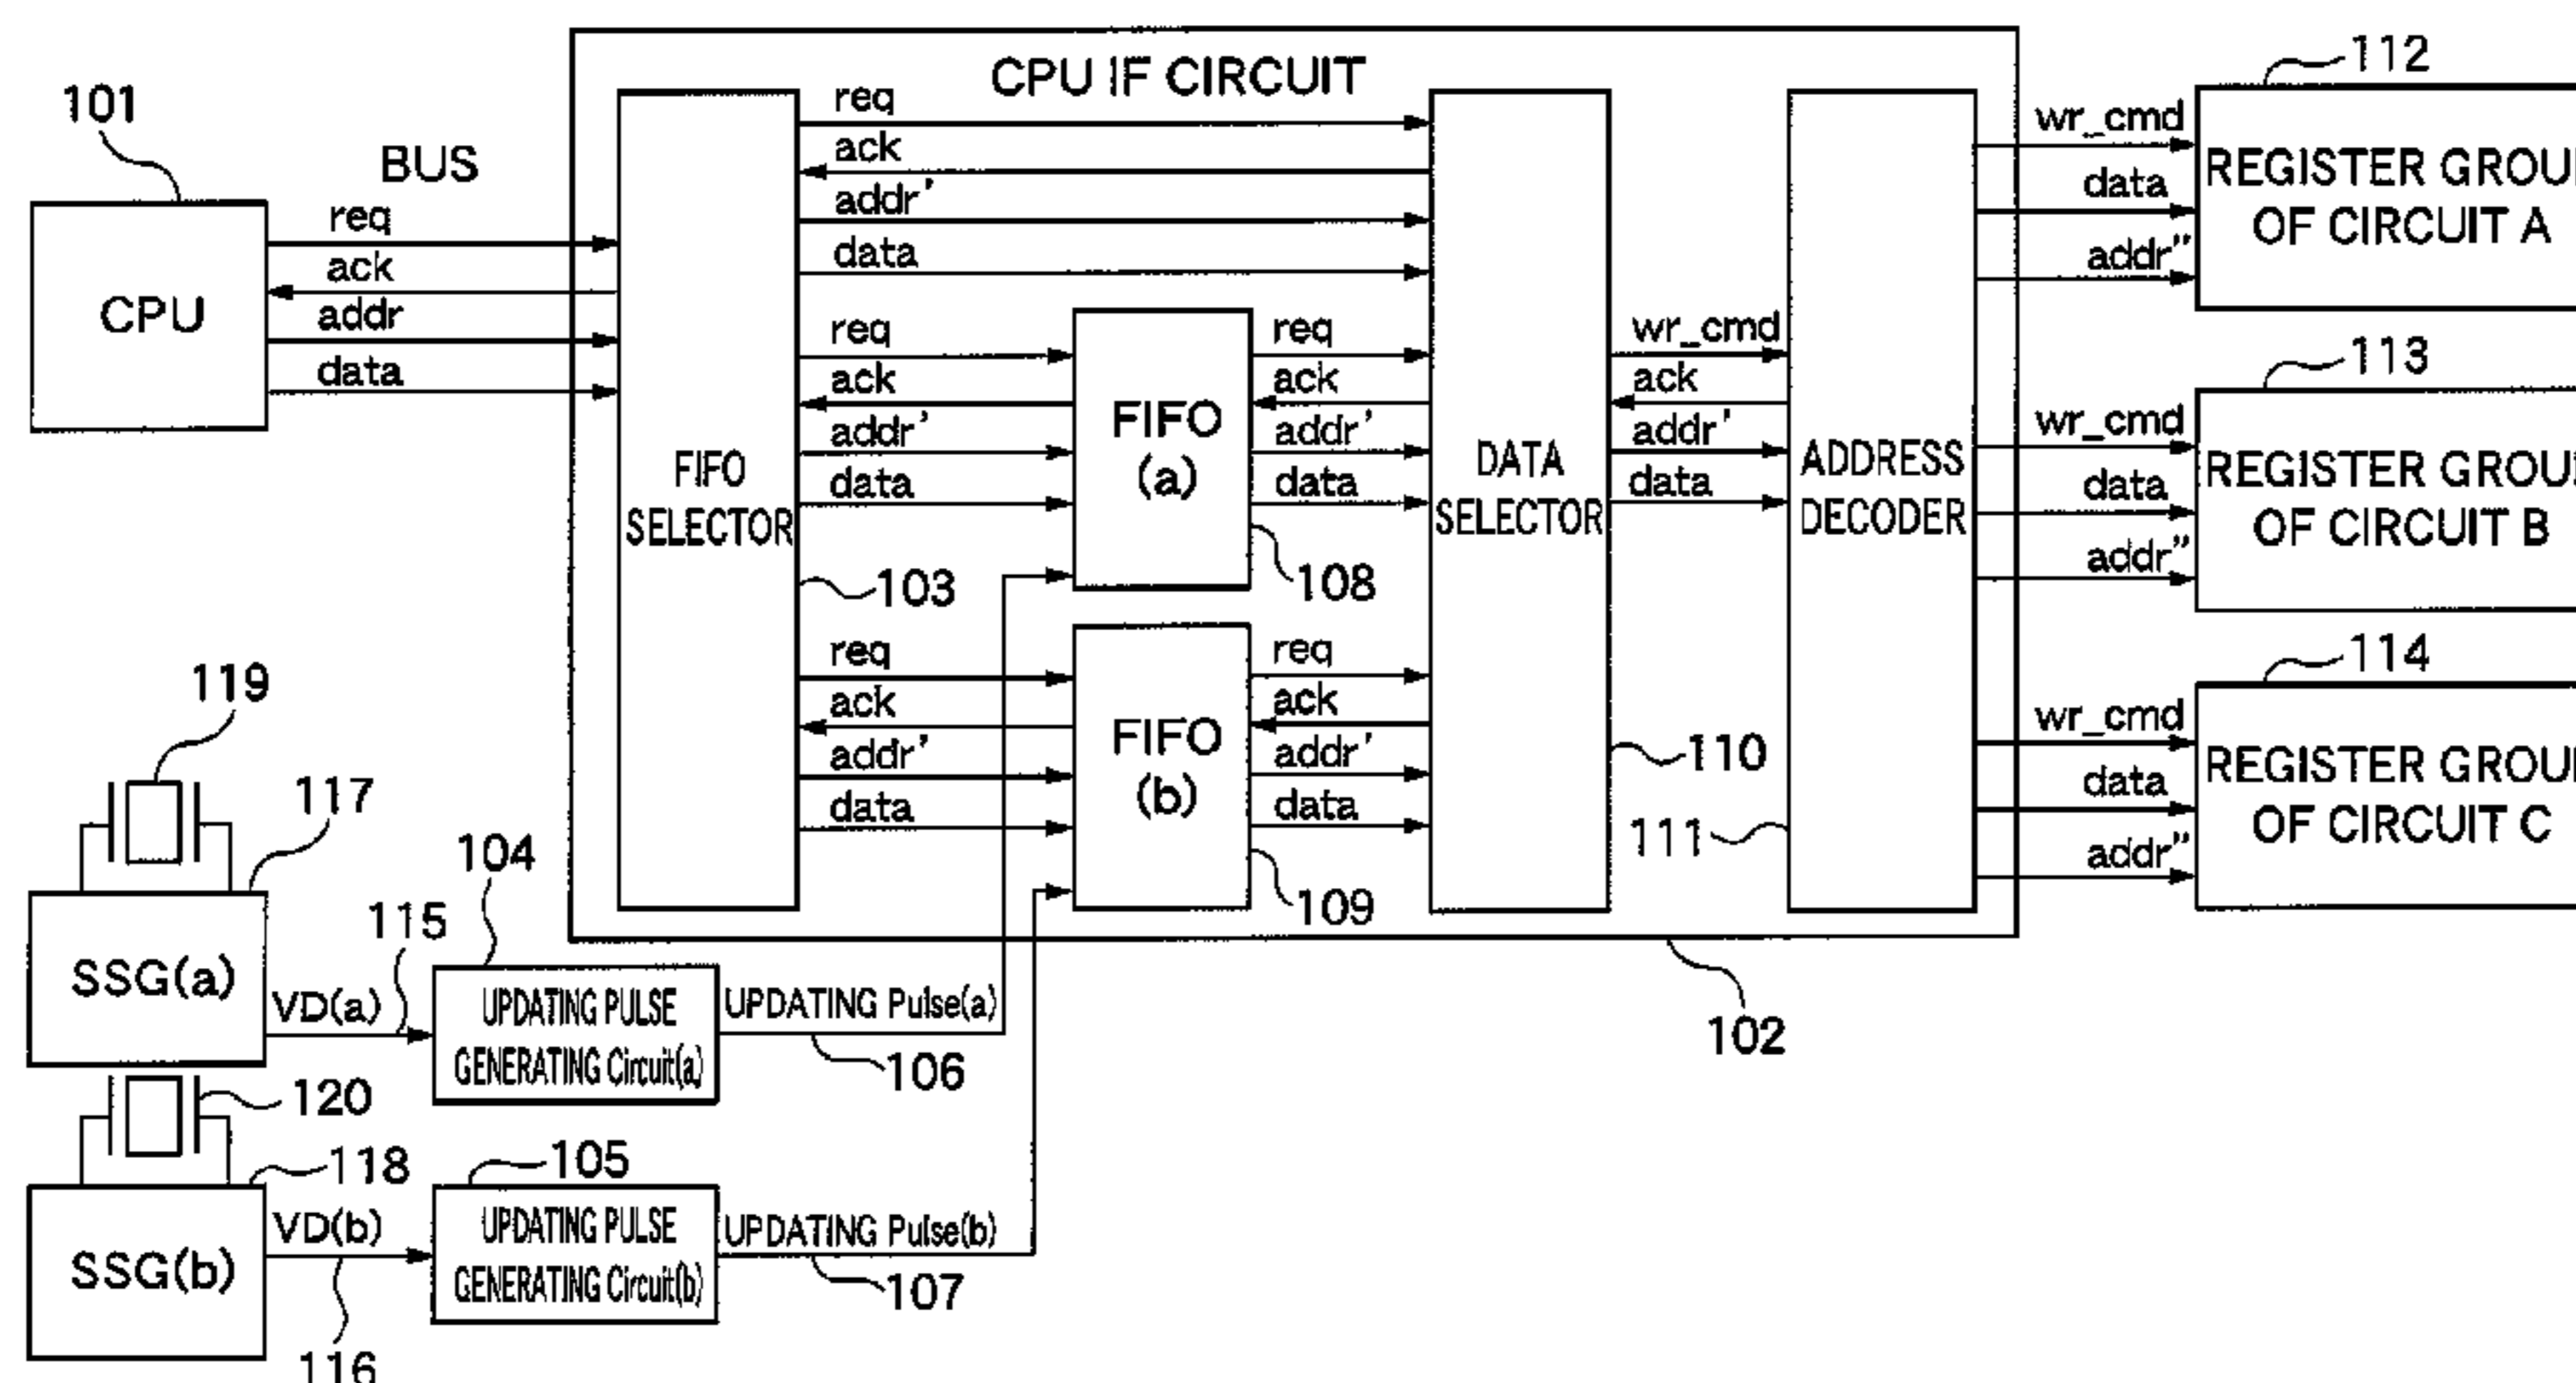 CPU IF CIRCUIT
101
BUS
CPU
req
ack
addr
data
FIFO
SELECTOR
103
req
ack
addr'
data
req
ack
addr'
data
req
ack
addr'
data
FIFO
(a)
108
FIFO
(b)
109
req
ack
addr'
data
req
ack
addr'
data
DATA
SELECTOR
110
wr_cmd
ack
addr'
data
ADDRESS
DECODER
111
102
wr_cmd
data
addr"
112
REGISTER GROU
OF CIRCUIT A
wr_cmd
data
addr"
113
REGISTER GROU
OF CIRCUIT B
wr_cmd
data
addr"
114
REGISTER GROU
OF CIRCUIT C
119
117
SSG(a)
VD(a)
115
104
UPDATING PULSE
GENERATING Circuit(a)
UPDATING Pulse(a)
106
120
118
SSG(b)
VD(b)
116
105
UPDATING PULSE
GENERATING Circuit(b)
UPDATING Pulse(b)
107